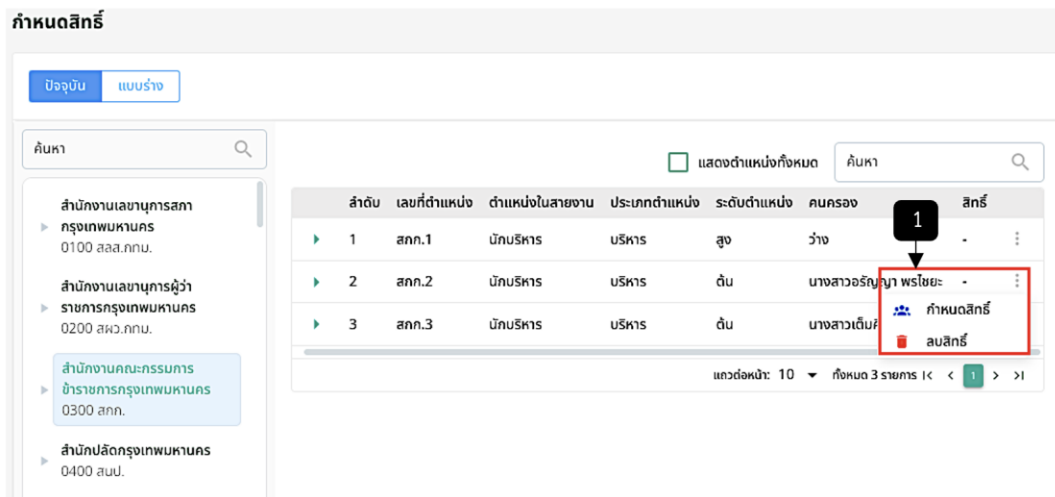 กำหนดสิทธิ์
ปัจจุบัน แบบร่าง
ค้นหา
สำนักงานเลขานุการสภา
กรุงเทพมหานคร
0100 สลส.กทม.
สำนักงานเลขานุการผู้ว่า
ราชการกรุงเทพมหานคร
0200 สผว.กทม.
สำนักงานคณะกรรมการ
ข้าราชการกรุงเทพมหานคร
0300 สกก.
สำนักปลัดกรุงเทพมหานคร
0400 สนป.
แสดงตำแหน่งทั้งหมด ค้นหา
ลำดับ เลขที่ตำแหน่ง ตำแหน่งในสายงาน ประเภทตำแหน่ง ระดับตำแหน่ง คนครอง สิทธิ์
1
1 สกก.1 นักบริหาร บริหาร สูง ว่าง -
2 สกก.2 นักบริหาร บริหาร ต้น นางสาวอรัญญา พรไชยะ -
3 สกก.3 นักบริหาร บริหาร ต้น
กำหนดสิทธิ์
ลบสิทธิ์
แถวต่อหน้า: 10 ทั้งหมด 3 รายการ |< < 1 > >|